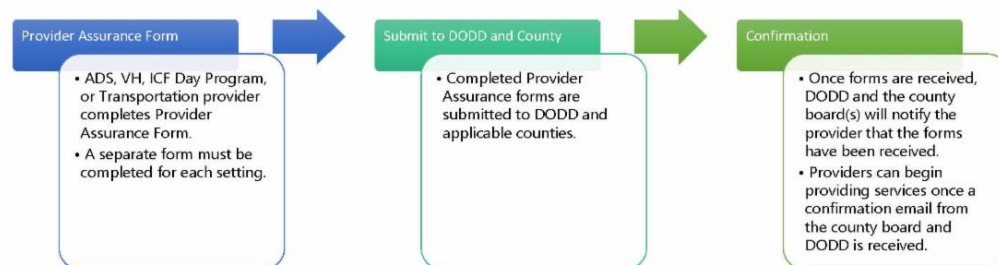 Provider Assurance Form
• ADS, VH, ICF Day Program,
or Transportation provider
completes Provider
Assurance Form.
• A separate form must be
completed for each setting.
Submit to DODD and County
• Completed Provider
Assurance forms are
submitted to DODD and
applicable counties.
Confirmation
• Once forms are received,
DODD and the county
board(s) will notify the
provider that the forms
have been received.
• Providers can begin
providing services once a
confirmation email from
the county board and
DODD is received.